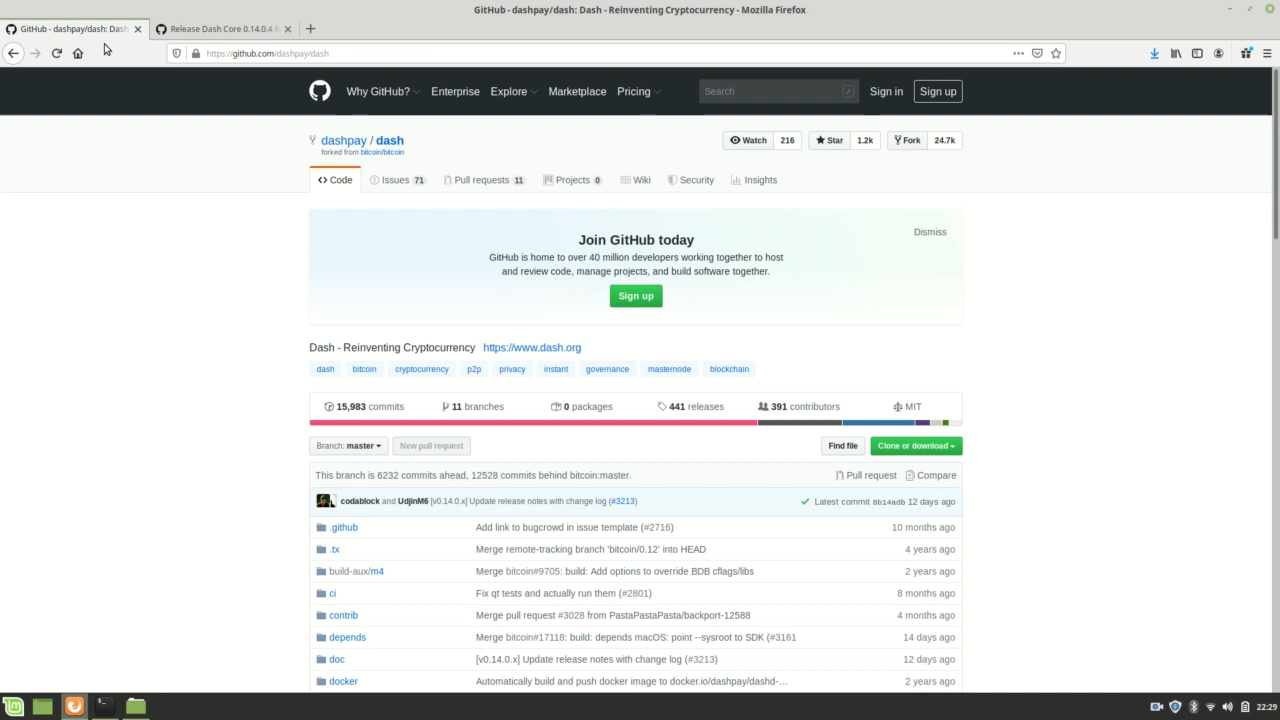 GitHub - dashpay/dash: Dash - Reinventing Cryptocurrency - Mozilla Firefox
GitHub - dashpay/dash: Dash
Release Dash Core 0.14.0.4
https://github.com/dashpay/dash
Why GitHub?
Enterprise
Explore
Marketplace
Pricing
Search
/
Sign in
Sign up
dashpay / dash
forked from bitcoin/bitcoin
Watch 216
Star 1.2k
Fork 24.7k
Code
Issues 71
Pull requests 11
Projects 0
Wiki
Security
Insights
Join GitHub today
Dismiss
GitHub is home to over 40 million developers working together to host
and review code, manage projects, and build software together.
Sign up
Dash - Reinventing Cryptocurrency https://www.dash.org
dash bitcoin cryptocurrency p2p privacy instant governance masternode blockchain
15,983 commits
11 branches
0 packages
441 releases
391 contributors
MIT
Branch: master
New pull request
Find file
Clone or download
This branch is 6232 commits ahead, 12528 commits behind bitcoin:master.
Pull request
Compare
codablock and UdjinM6 [v0.14.0.x] Update release notes with change log (#3213)
Latest commit 8b14adb 12 days ago
.github Add link to bugcrowd in issue template (#2716) 10 months ago
.tx Merge remote-tracking branch 'bitcoin/0.12' into HEAD 4 years ago
build-aux/m4 Merge bitcoin#9705: build: Add options to override BDB cflags/libs 2 years ago
ci Fix qt tests and actually run them (#2801) 8 months ago
contrib Merge pull request #3028 from PastaPastaPasta/backport-12588 4 months ago
depends Merge bitcoin#17118: build: depends macOS: point --sysroot to SDK (#3161 14 days ago
doc [v0.14.0.x] Update release notes with change log (#3213) 12 days ago
docker Automatically build and push docker image to docker.io/dashpay/dashd-… 2 years ago
22:29